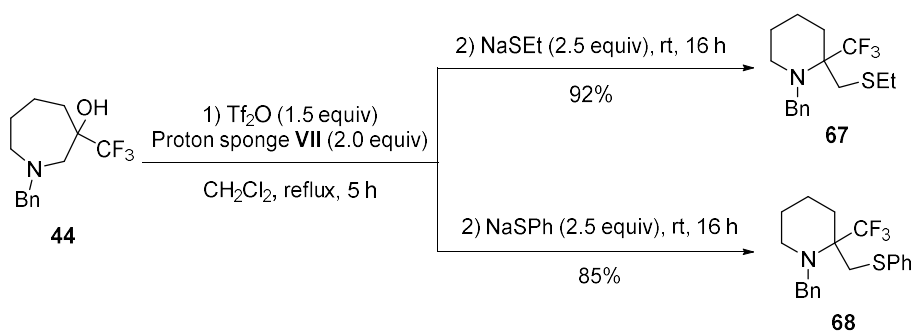 OH
CF3
N
Bn
44
1) Tf2O (1.5 equiv)
Proton sponge VII (2.0 equiv)
CH2Cl2, reflux, 5 h
2) NaSEt (2.5 equiv), rt, 16 h
92%
CF3
N
SEt
Bn
67
2) NaSPh (2.5 equiv), rt, 16 h
85%
CF3
N
SPh
Bn
68